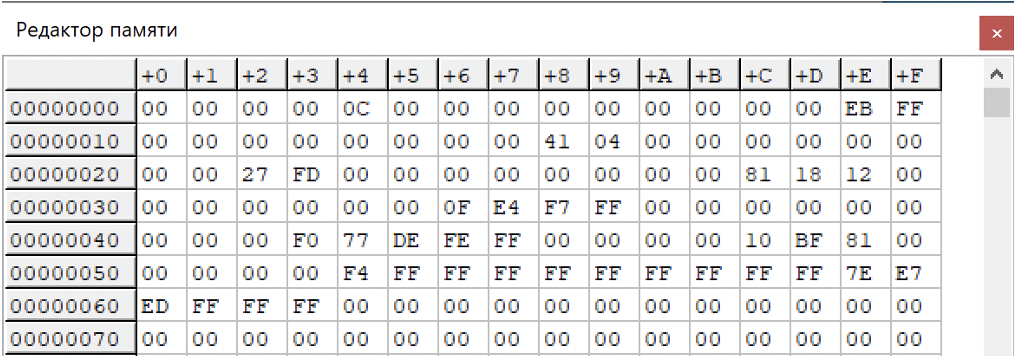 Редактор памяти
×
+0 +1 +2 +3 +4 +5 +6 +7 +8 +9 +A +B +C +D +E +F
00000000 00 00 00 00 0C 00 00 00 00 00 00 00 00 00 EB FF
00000010 00 00 00 00 00 00 00 00 41 04 00 00 00 00 00 00
00000020 00 00 27 FD 00 00 00 00 00 00 00 00 81 18 12 00
00000030 00 00 00 00 00 00 0F E4 F7 FF 00 00 00 00 00 00
00000040 00 00 00 F0 77 DE FE FF 00 00 00 00 10 BF 81 00
00000050 00 00 00 00 F4 FF FF FF FF FF FF FF FF FF 7E E7
00000060 ED FF FF FF 00 00 00 00 00 00 00 00 00 00 00 00
00000070 00 00 00 00 00 00 00 00 00 00 00 00 00 00 00 00